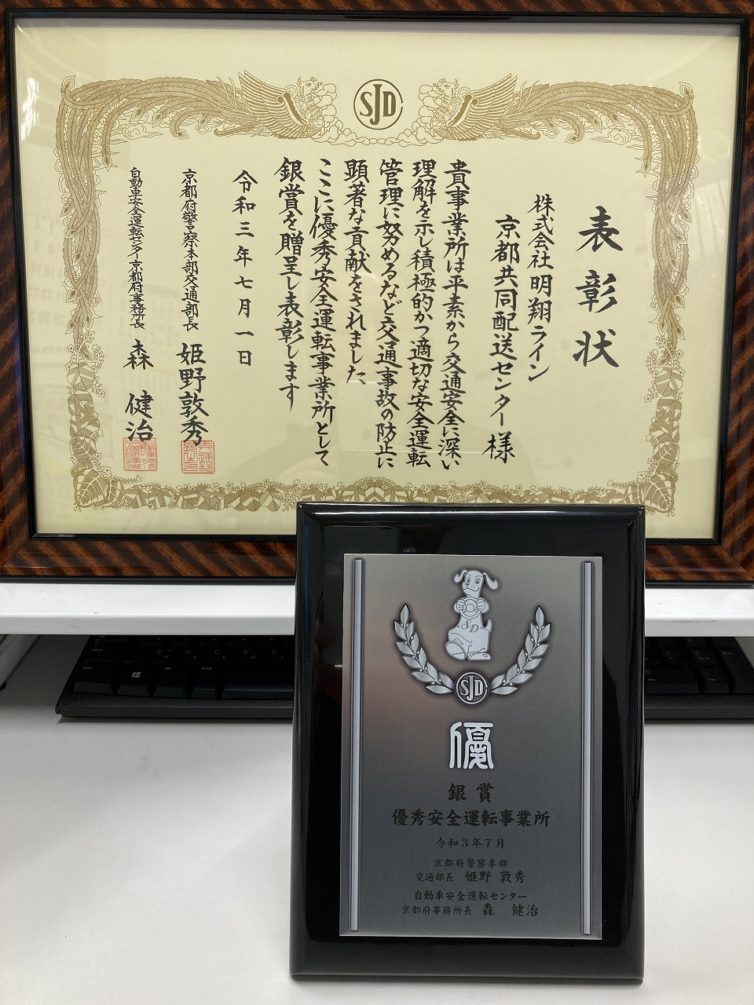 SJD
表彰状
株式会社明翔ライン
京都共同配送センター様
貴事業所は平素から交通安全に深い
理解を示し積極的かつ適切な安全運転
管理に努めるなど交通事故の防止に
顕著な貢献をされました
ここに優秀安全運転事業所として
銀賞を贈呈し表彰します
令和三年七月一日
京都府警察本部交通部長 姫野敦秀
自動車安全運転センター京都府事務所長 森健治
SD
SJD
優
銀賞
優秀安全運転事業所
令和3年7月
京都府警察本部
交通部長 姫野敦秀
自動車安全運転センター
京都府事務所長 森健治